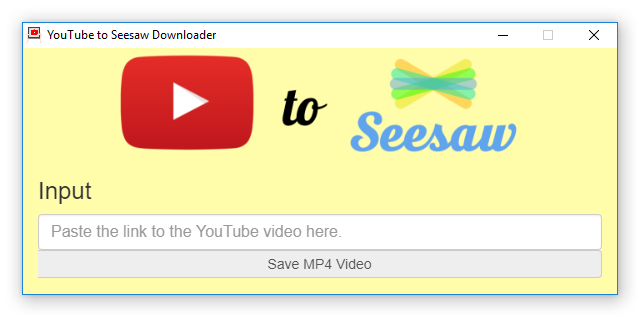 YouTube to Seesaw Downloader
to
Seesaw
Input
Paste the link to the YouTube video here.
Save MP4 Video